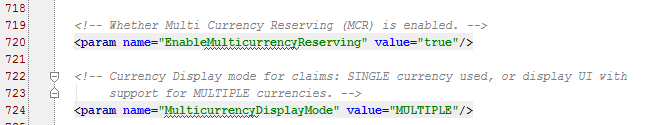 718
719 <!-- Whether Multi Currency Reserving (MCR) is enabled. -->
720 <param name="EnableMulticurrencyReserving" value="true"/>
721
722 <!-- Currency Display mode for claims: SINGLE currency used, or display UI with
723 support for MULTIPLE currencies. -->
724 <param name="MulticurrencyDisplayMode" value="MULTIPLE"/>